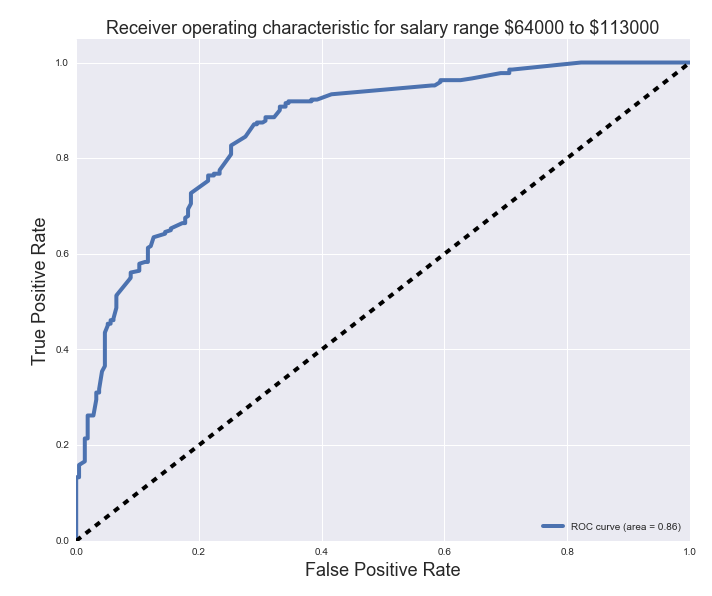 Receiver operating characteristic for salary range $64000 to $113000
True Positive Rate
1.0
0.8
0.6
0.4
0.2
0.0
0.0 0.2 0.4 0.6 0.8 1.0
False Positive Rate
ROC curve (area = 0.86)